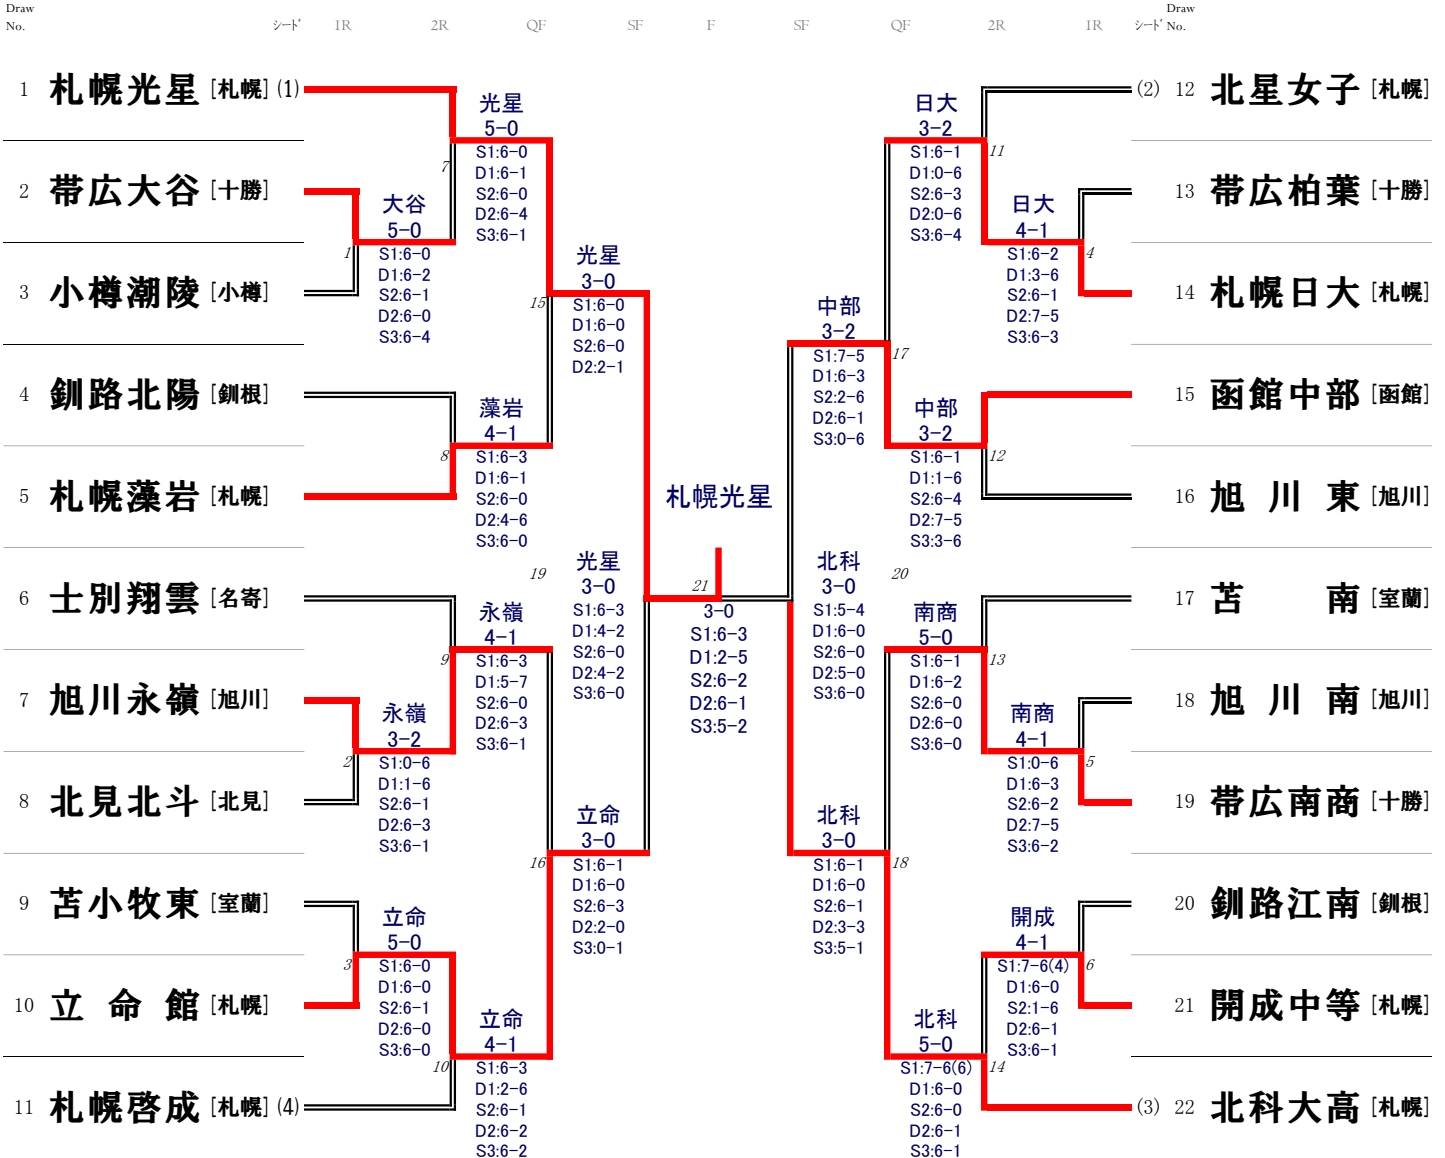 Draw
No.
シード 1R 2R QF SF F SF QF 2R 1R シード
Draw
No.
1 札幌光星 [札幌] (1)
2 帯広大谷 [十勝]
3 小樽潮陵 [小樽]
4 釧路北陽 [釧根]
5 札幌藻岩 [札幌]
6 士別翔雲 [名寄]
7 旭川永嶺 [旭川]
8 北見北斗 [北見]
9 苫小牧東 [室蘭]
10 立命館 [札幌]
11 札幌啓成 [札幌] (4)
1
大谷
5-0
S1:6-0
D1:6-2
S2:6-1
D2:6-0
S3:6-4
2
永嶺
3-2
S1:0-6
D1:1-6
S2:6-1
D2:6-3
S3:6-1
3
立命
5-0
S1:6-0
D1:6-0
S2:6-1
D2:6-0
S3:6-0
7
光星
5-0
S1:6-0
D1:6-1
S2:6-0
D2:6-4
S3:6-1
8
藻岩
4-1
S1:6-3
D1:6-1
S2:6-0
D2:4-6
S3:6-0
9
永嶺
4-1
S1:6-3
D1:5-7
S2:6-0
D2:6-3
S3:6-1
10
立命
4-1
S1:6-3
D1:2-6
S2:6-1
D2:6-2
S3:6-2
15
光星
3-0
S1:6-0
D1:6-0
S2:6-0
D2:2-1
16
立命
3-0
S1:6-1
D1:6-0
S2:6-3
D2:2-0
S3:0-1
19
光星
3-0
S1:6-3
D1:4-2
S2:6-0
D2:4-2
S3:6-0
札幌光星
21
3-0
S1:6-3
D1:2-5
S2:6-2
D2:6-1
S3:5-2
20
北科
3-0
S1:5-4
D1:6-0
S2:6-0
D2:5-0
S3:6-0
17
中部
3-2
S1:7-5
D1:6-3
S2:2-6
D2:6-1
S3:0-6
18
北科
3-0
S1:6-1
D1:6-0
S2:6-1
D2:3-3
S3:5-1
11
日大
3-2
S1:6-1
D1:0-6
S2:6-3
D2:0-6
S3:6-4
12
中部
3-2
S1:6-1
D1:1-6
S2:6-4
D2:7-5
S3:3-6
13
南商
5-0
S1:6-1
D1:6-2
S2:6-0
D2:6-0
S3:6-0
14
北科
5-0
S1:7-6(6)
D1:6-0
S2:6-0
D2:6-1
S3:6-1
4
日大
4-1
S1:6-2
D1:3-6
S2:6-1
D2:7-5
S3:6-3
5
南商
4-1
S1:0-6
D1:6-3
S2:6-2
D2:7-5
S3:6-2
6
開成
4-1
S1:7-6(4)
D1:6-0
S2:1-6
D2:6-1
S3:6-1
(2) 12 北星女子 [札幌]
13 帯広柏葉 [十勝]
14 札幌日大 [札幌]
15 函館中部 [函館]
16 旭川東 [旭川]
17 苫南 [室蘭]
18 旭川南 [旭川]
19 帯広南商 [十勝]
20 釧路江南 [釧根]
21 開成中等 [札幌]
(3) 22 北科大高 [札幌]